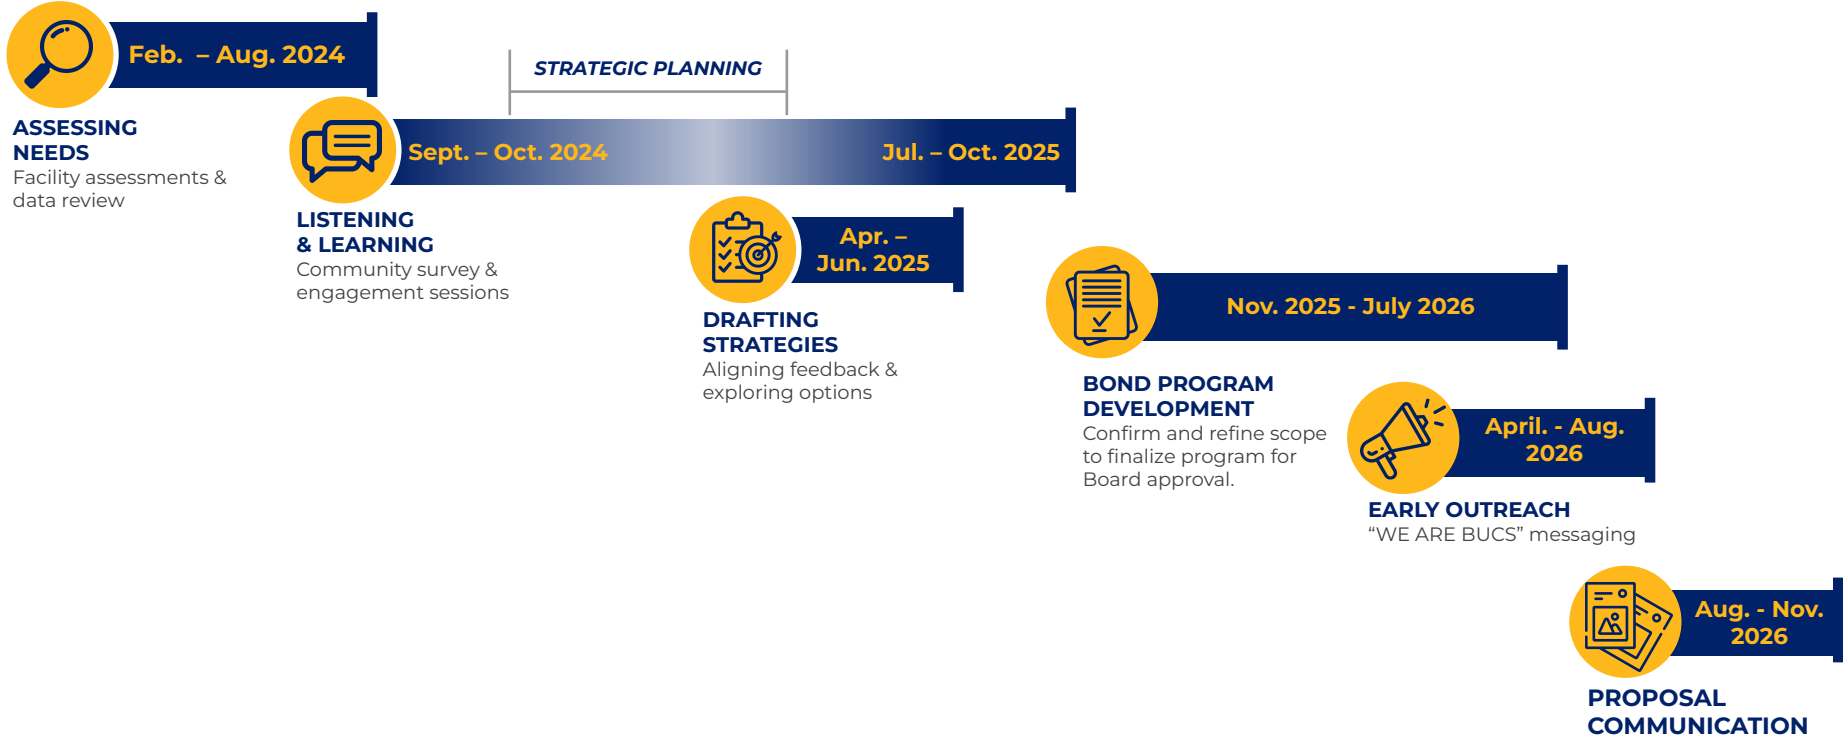 Feb. – Aug. 2024
ASSESSING
NEEDS
Facility assessments &
data review
STRATEGIC PLANNING
Sept. – Oct. 2024
Jul. – Oct. 2025
LISTENING
& LEARNING
Community survey &
engagement sessions
Apr. –
Jun. 2025
DRAFTING
STRATEGIES
Aligning feedback &
exploring options
Nov. 2025 - July 2026
BOND PROGRAM
DEVELOPMENT
Confirm and refine scope
to finalize program for
Board approval.
April. - Aug.
2026
EARLY OUTREACH
“WE ARE BUCS” messaging
Aug. - Nov.
2026
PROPOSAL
COMMUNICATION